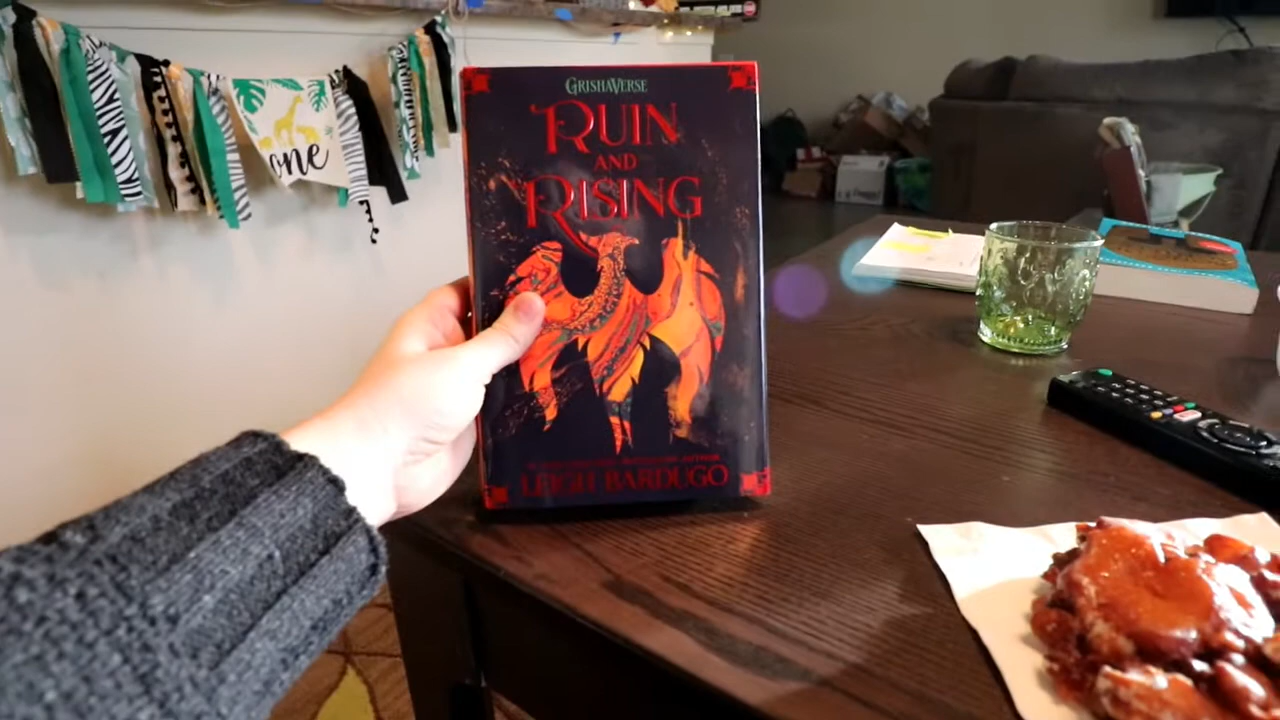 one
GRISHAVERSE
RUIN
AND
RISING
LEIGH BARDUGO